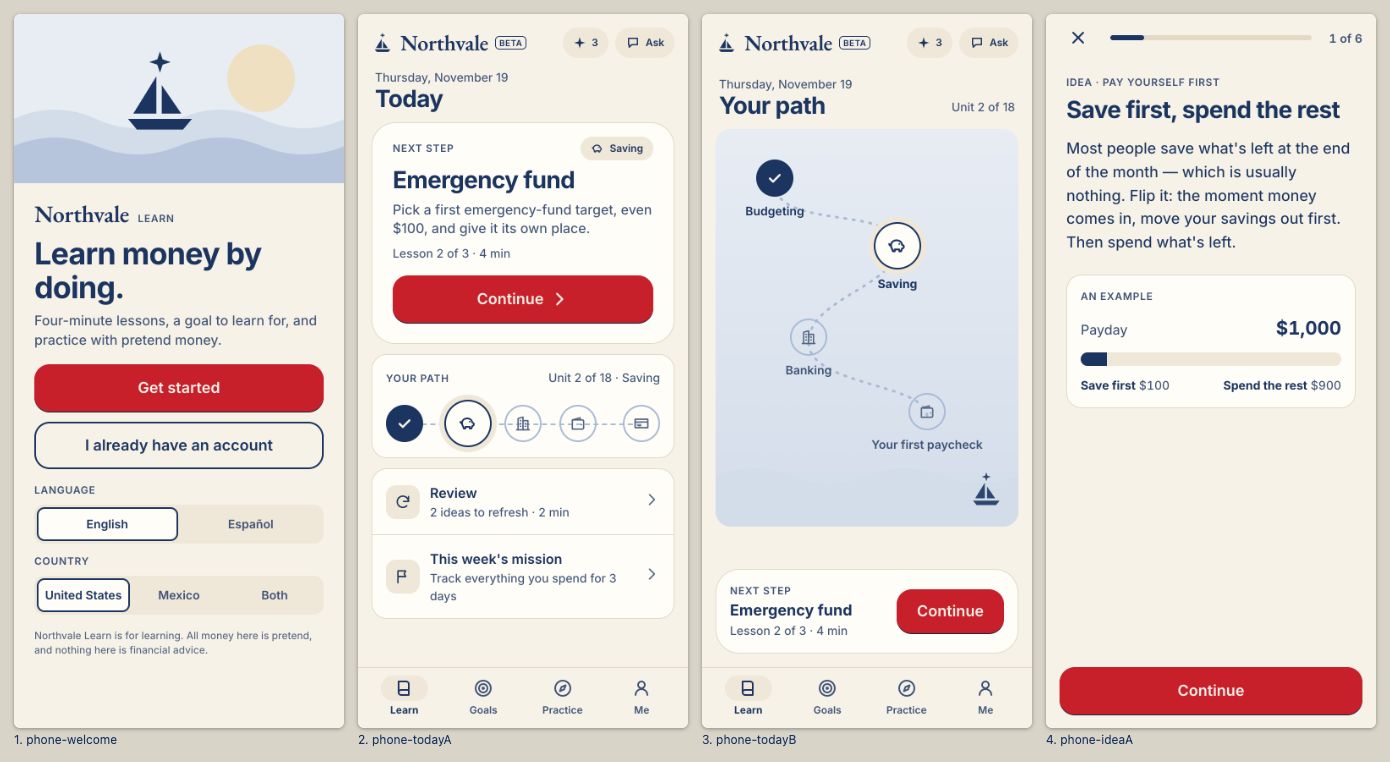 Northvale LEARN
Learn money by
doing.
Four-minute lessons, a goal to learn for, and
practice with pretend money.
Get started
I already have an account
LANGUAGE
English Español
COUNTRY
United States Mexico Both
Northvale Learn is for learning. All money here is pretend,
and nothing here is financial advice.
1. phone-welcome
Northvale BETA 3 Ask
Thursday, November 19
Today
NEXT STEP Saving
Emergency fund
Pick a first emergency-fund target, even
$100, and give it its own place.
Lesson 2 of 3 · 4 min
Continue
YOUR PATH Unit 2 of 18 · Saving
Review
2 ideas to refresh · 2 min
This week's mission
Track everything you spend for 3
days
Learn Goals Practice Me
2. phone-todayA
Northvale BETA 3 Ask
Thursday, November 19
Your path Unit 2 of 18
Budgeting
Saving
Banking
Your first paycheck
NEXT STEP
Emergency fund
Lesson 2 of 3 · 4 min
Continue
Learn Goals Practice Me
3. phone-todayB
1 of 6
IDEA · PAY YOURSELF FIRST
Save first, spend the rest
Most people save what's left at the end
of the month — which is usually
nothing. Flip it: the moment money
comes in, move your savings out first.
Then spend what's left.
AN EXAMPLE
Payday $1,000
Save first $100 Spend the rest $900
Continue
4. phone-ideaA